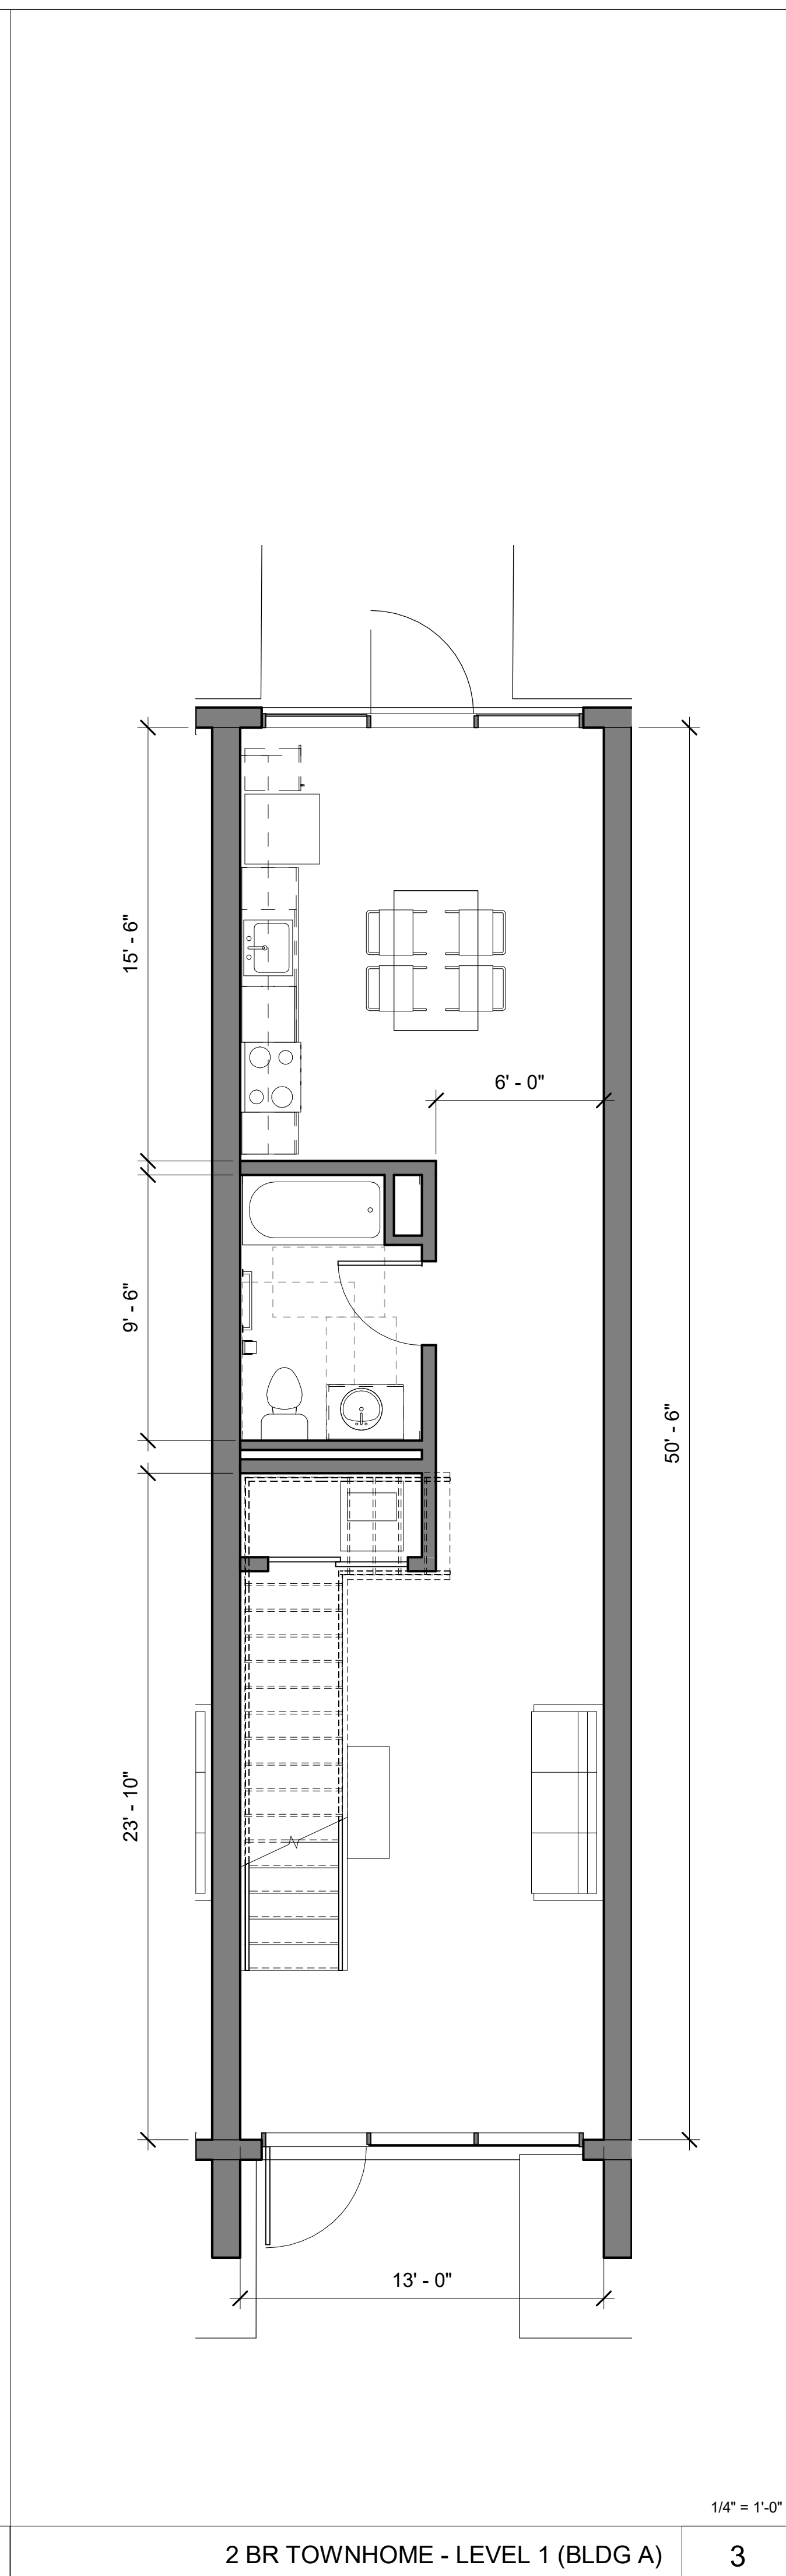 15' - 6"
6' - 0"
9' - 6"
50' - 6"
23' - 10"
13' - 0"
1/4" = 1'-0"
2 BR TOWNHOME - LEVEL 1 (BLDG A)
3